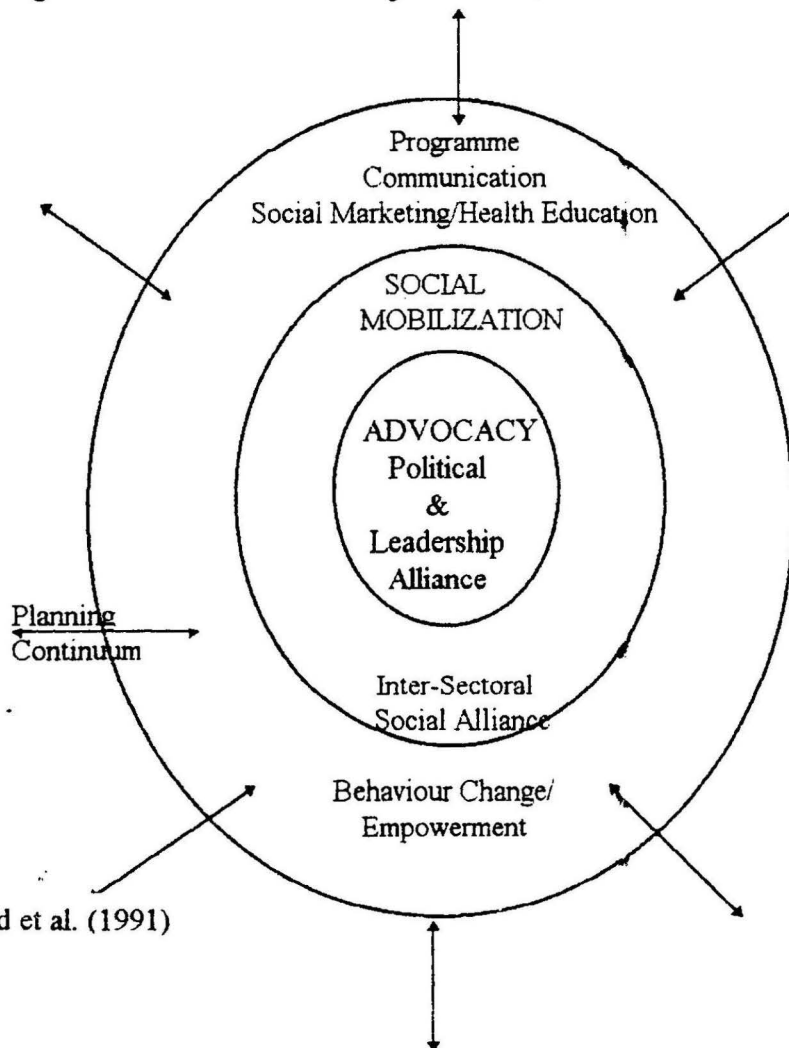 Programme
Communication
Social Marketing/Health Education
SOCIAL
MOBILIZATION
ADVOCACY
Political
&
Leadership
Alliance
Planning
Continuum
Inter-Sectoral
Social Alliance
Behaviour Change/
Empowerment
et al. (1991)